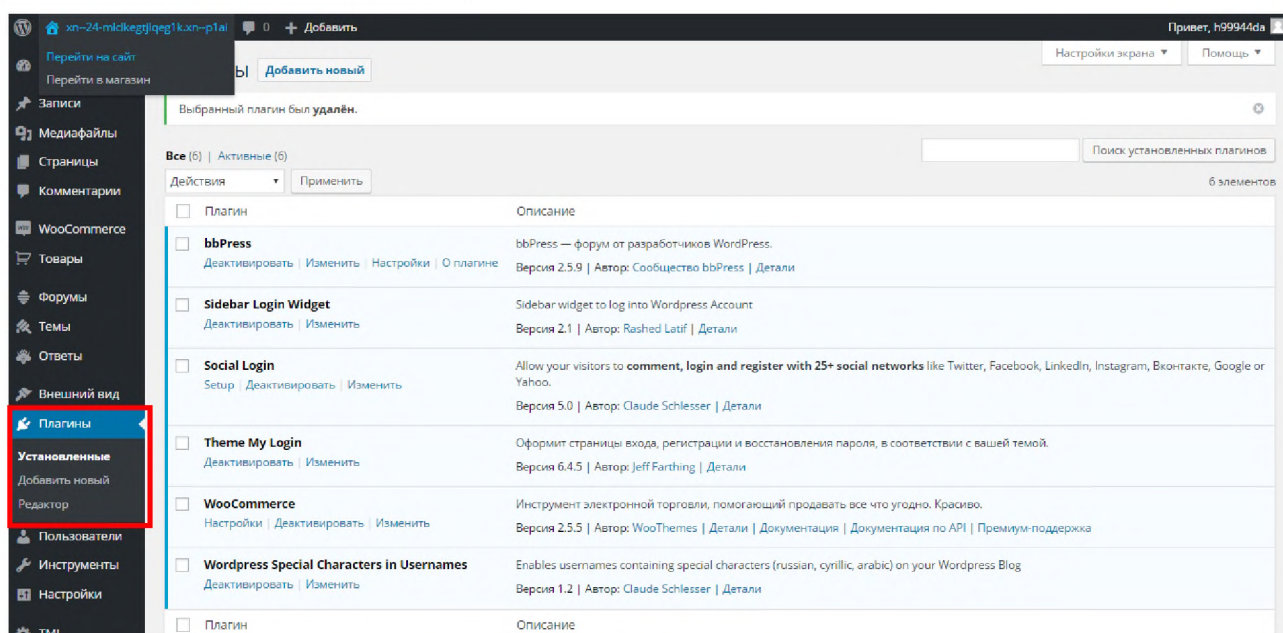 xn--24-mlclkegtjlqeg1k.xn--p1ai 0 + Добавить Привет, h99944da
Перейти на сайт
Перейти в магазин
Ы Добавить новый Настройки экрана ▼ Помощь ▼
Записи
Выбранный плагин был удалён.
Медиафайлы
Страницы
Все (6) | Активные (6) Поиск установленных плагинов
Комментарии
Действия Применить 6 элементов
Плагин Описание
WooCommerce
Товары
bbPress bbPress — форум от разработчиков WordPress.
Деактивировать | Изменить | Настройки | О плагине Версия 2.5.9 | Автор: Сообщество bbPress | Детали
Форумы
Sidebar Login Widget Sidebar widget to log into Wordpress Account
Деактивировать | Изменить Версия 2.1 | Автор: Rashed Latif | Детали
Темы
Ответы
Social Login Allow your visitors to comment, login and register with 25+ social networks like Twitter, Facebook, LinkedIn, Instagram, Вконтакте, Google or
Yahoo.
Setup | Деактивировать | Изменить
Версия 5.0 | Автор: Claude Schlesser | Детали
Внешний вид
Плагины
Установленные
Добавить новый
Редактор
Theme My Login Оформит страницы входа, регистрации и восстановления пароля, в соответствии с вашей темой.
Деактивировать | Изменить Версия 6.4.5 | Автор: Jeff Farthing | Детали
WooCommerce Инструмент электронной торговли, помогающий продавать все что угодно. Красиво.
Настройки | Деактивировать | Изменить Версия 2.5.5 | Автор: WooThemes | Детали | Документация | Документация по API | Премиум-поддержка
Пользователи
Инструменты
Настройки
Wordpress Special Characters in Usernames Enables usernames containing special characters (russian, cyrillic, arabic) on your Wordpress Blog
Деактивировать | Изменить Версия 1.2 | Автор: Claude Schlesser | Детали
TML
Плагин Описание